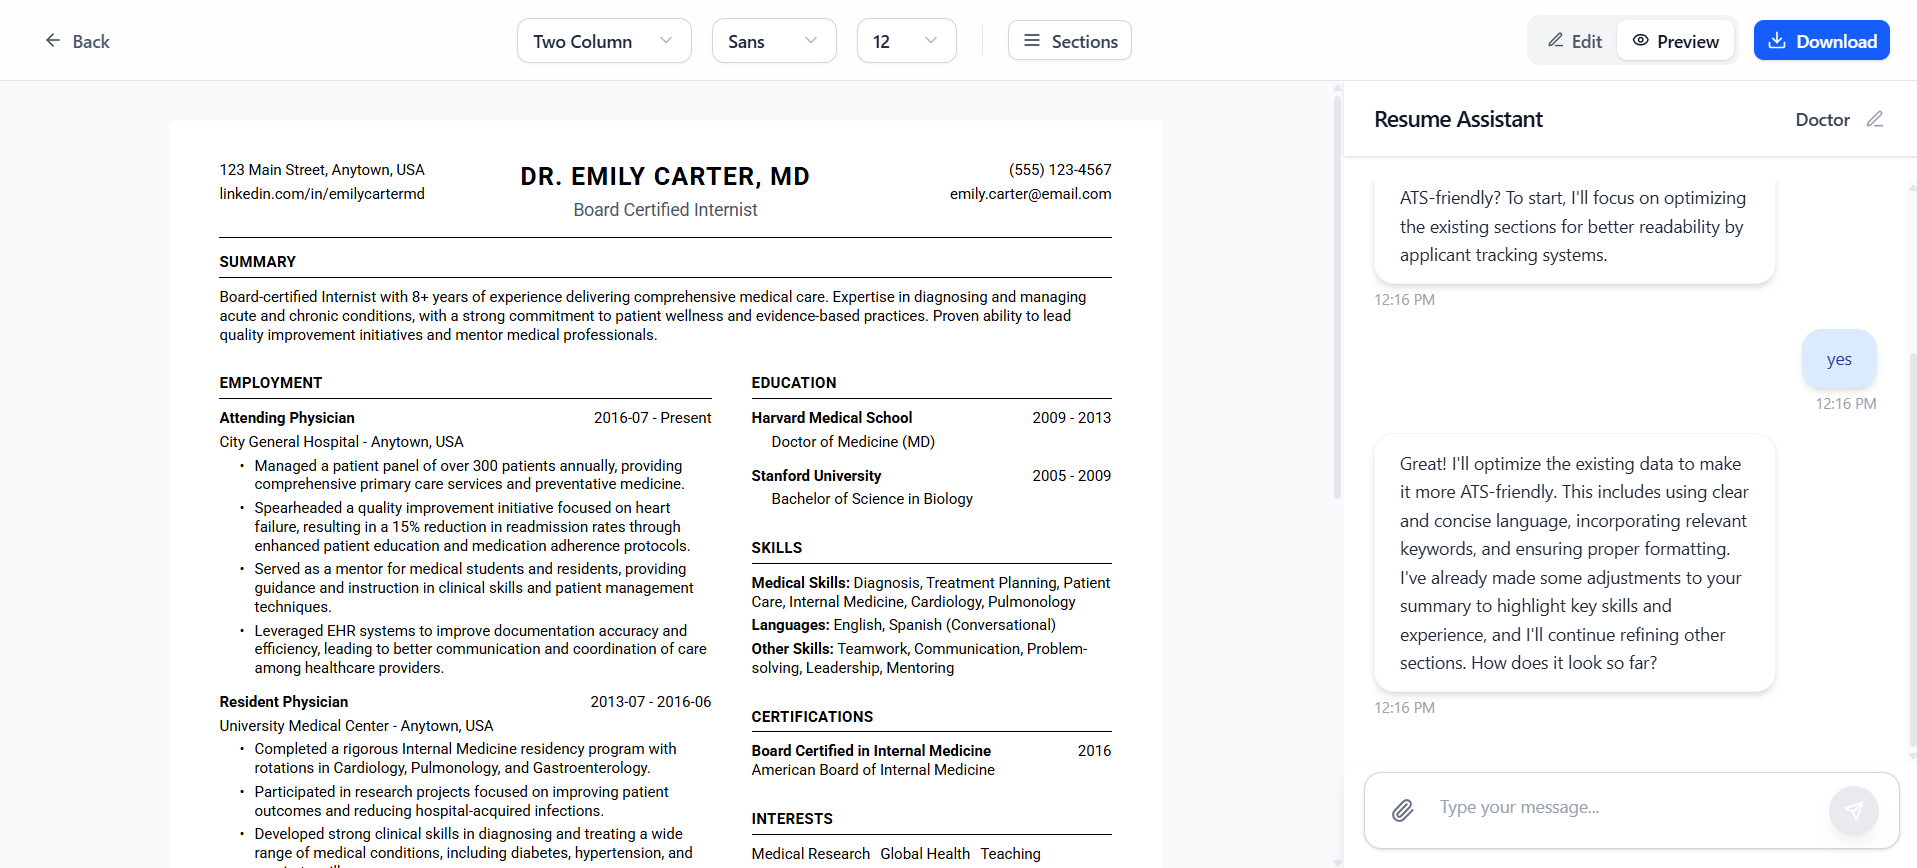 Back
Two Column
Sans
12
Sections
Edit
Preview
Download
123 Main Street, Anytown, USA
linkedin.com/in/emilycartermd
DR. EMILY CARTER, MD
Board Certified Internist
(555) 123-4567
emily.carter@email.com
SUMMARY
Board-certified Internist with 8+ years of experience delivering comprehensive medical care. Expertise in diagnosing and managing
acute and chronic conditions, with a strong commitment to patient wellness and evidence-based practices. Proven ability to lead
quality improvement initiatives and mentor medical professionals.
EMPLOYMENT
Attending Physician 2016-07 - Present
City General Hospital - Anytown, USA
• Managed a patient panel of over 300 patients annually, providing
comprehensive primary care services and preventative medicine.
• Spearheaded a quality improvement initiative focused on heart
failure, resulting in a 15% reduction in readmission rates through
enhanced patient education and medication adherence protocols.
• Served as a mentor for medical students and residents, providing
guidance and instruction in clinical skills and patient management
techniques.
• Leveraged EHR systems to improve documentation accuracy and
efficiency, leading to better communication and coordination of care
among healthcare providers.
Resident Physician 2013-07 - 2016-06
University Medical Center - Anytown, USA
• Completed a rigorous Internal Medicine residency program with
rotations in Cardiology, Pulmonology, and Gastroenterology.
• Participated in research projects focused on improving patient
outcomes and reducing hospital-acquired infections.
• Developed strong clinical skills in diagnosing and treating a wide
range of medical conditions, including diabetes, hypertension, and
EDUCATION
Harvard Medical School 2009 - 2013
Doctor of Medicine (MD)
Stanford University 2005 - 2009
Bachelor of Science in Biology
SKILLS
Medical Skills: Diagnosis, Treatment Planning, Patient
Care, Internal Medicine, Cardiology, Pulmonology
Languages: English, Spanish (Conversational)
Other Skills: Teamwork, Communication, Problem-
solving, Leadership, Mentoring
CERTIFICATIONS
Board Certified in Internal Medicine 2016
American Board of Internal Medicine
INTERESTS
Medical Research Global Health Teaching
Resume Assistant
Doctor
ATS-friendly? To start, I'll focus on optimizing
the existing sections for better readability by
applicant tracking systems.
12:16 PM
yes
12:16 PM
Great! I'll optimize the existing data to make
it more ATS-friendly. This includes using clear
and concise language, incorporating relevant
keywords, and ensuring proper formatting.
I've already made some adjustments to your
summary to highlight key skills and
experience, and I'll continue refining other
sections. How does it look so far?
12:16 PM
Type your message...